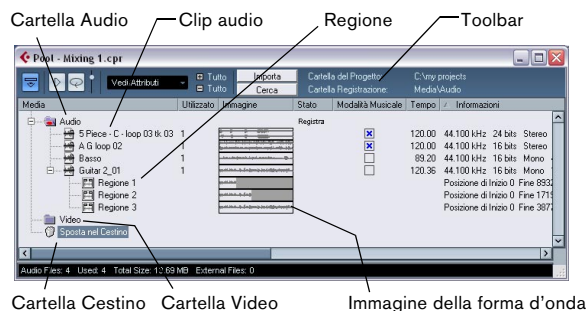 Cartella Audio Clip audio Regione Toolbar
Pool - Mixing 1.cpr
Vedi Attributi Tutto Importa Cartella del Progetto: C:\my projects
Tutto Cerca Cartella Registrazione: Media\Audio
Media Utilizzato Immagine Stato Modalità Musicale Tempo Informazioni
Audio Registra
5 Piece - C - loop 03 tk 03 1 120.00 44.100 kHz 24 bits Stereo
A G loop 02 1 120.00 44.100 kHz 16 bits Stereo
Basso 1 89.20 44.100 kHz 16 bits Mono
Guitar 2_01 1 120.36 44.100 kHz 16 bits Mono
Regione 1 Posizione di Inizio 0 Fine 8932
Regione 2 Posizione di Inizio 0 Fine 1719
Regione 3 Posizione di Inizio 0 Fine 3877
Video
Sposta nel Cestino
Audio Files: 4 Used: 4 Total Size: MB External Files: 0
Cartella Cestino Cartella Video Immagine della forma d'onda